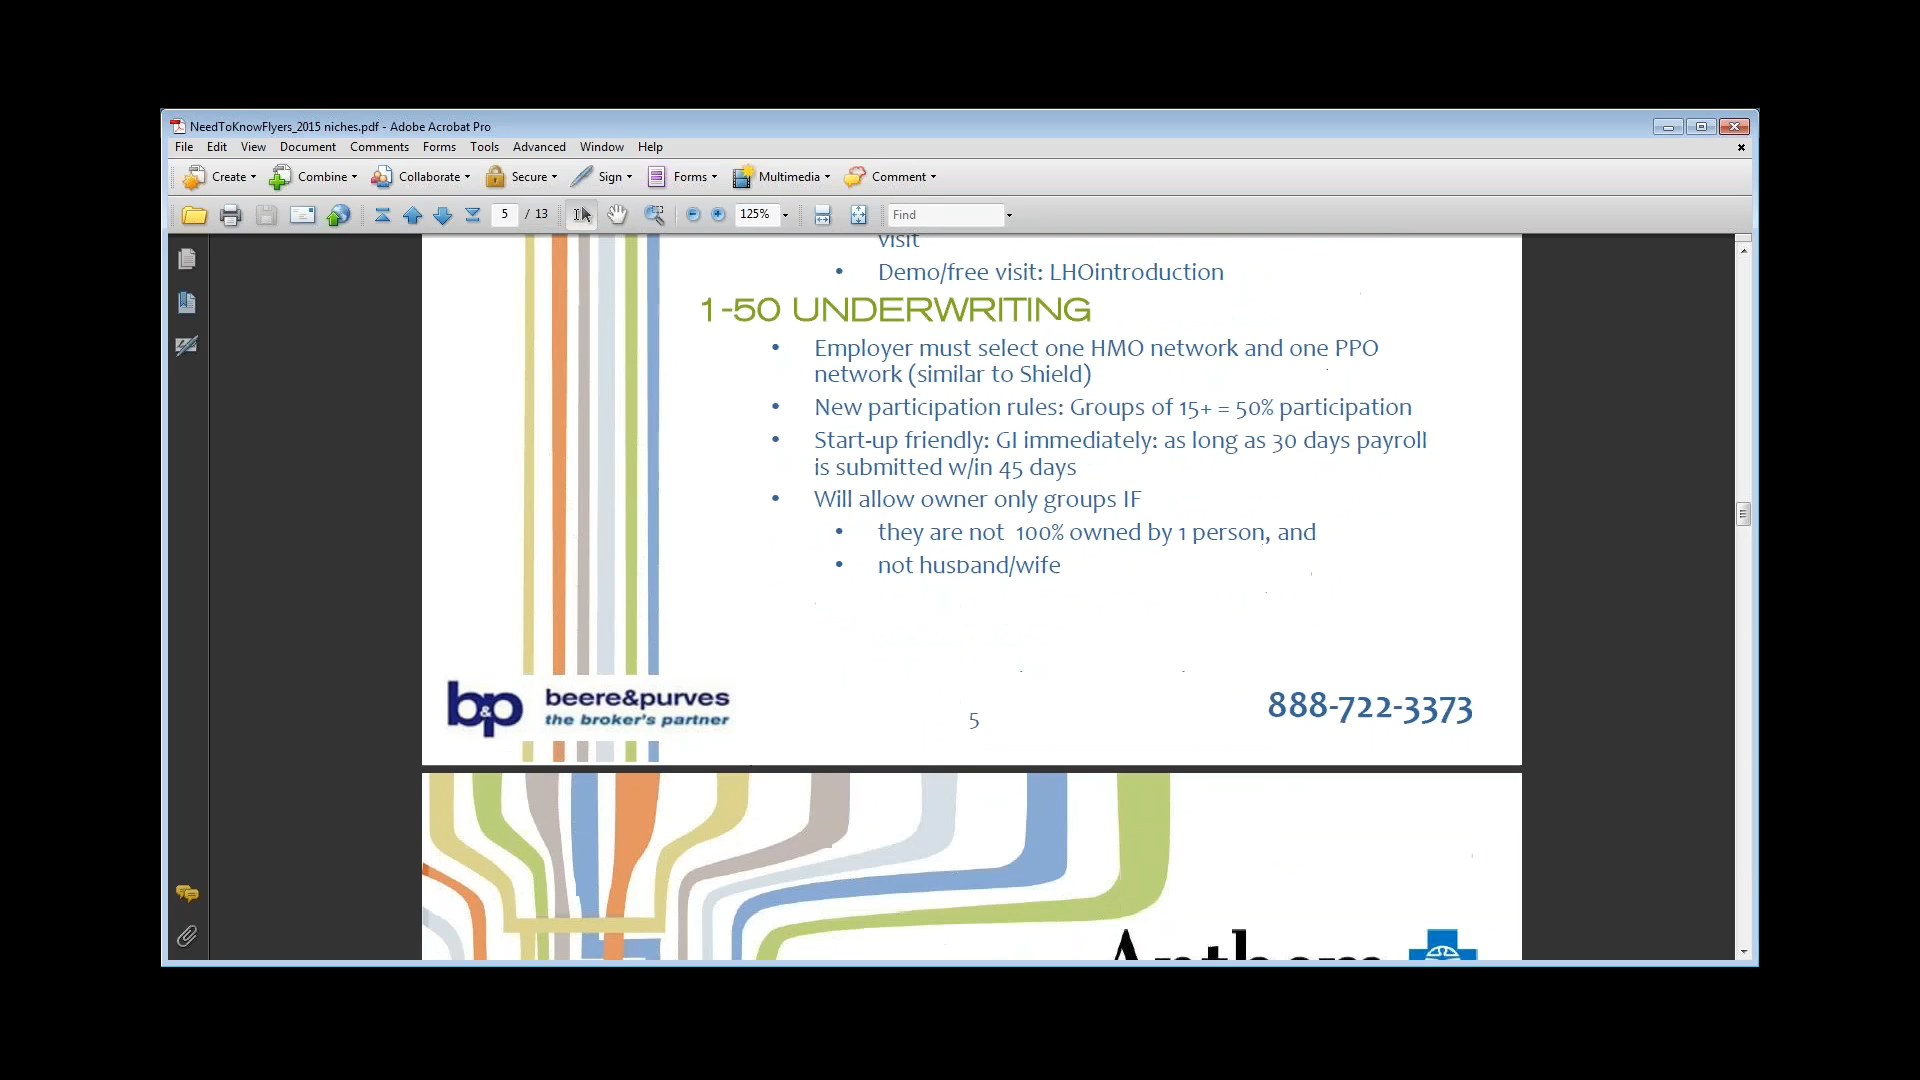 NeedToKnowFlyers_2015 niches.pdf - Adobe Acrobat Pro
File Edit View Document Comments Forms Tools Advanced Window Help
Create Combine Collaborate Secure Sign Forms Multimedia Comment
5 / 13 125% Find
visit
• Demo/free visit: LHOintroduction
1-50 UNDERWRITING
• Employer must select one HMO network and one PPO
network (similar to Shield)
• New participation rules: Groups of 15+ = 50% participation
• Start-up friendly: GI immediately: as long as 30 days payroll
is submitted w/in 45 days
• Will allow owner only groups IF
• they are not 100% owned by 1 person, and
• not husband/wife
b&p beere&purves
the broker's partner
5
888-722-3373
Anthem